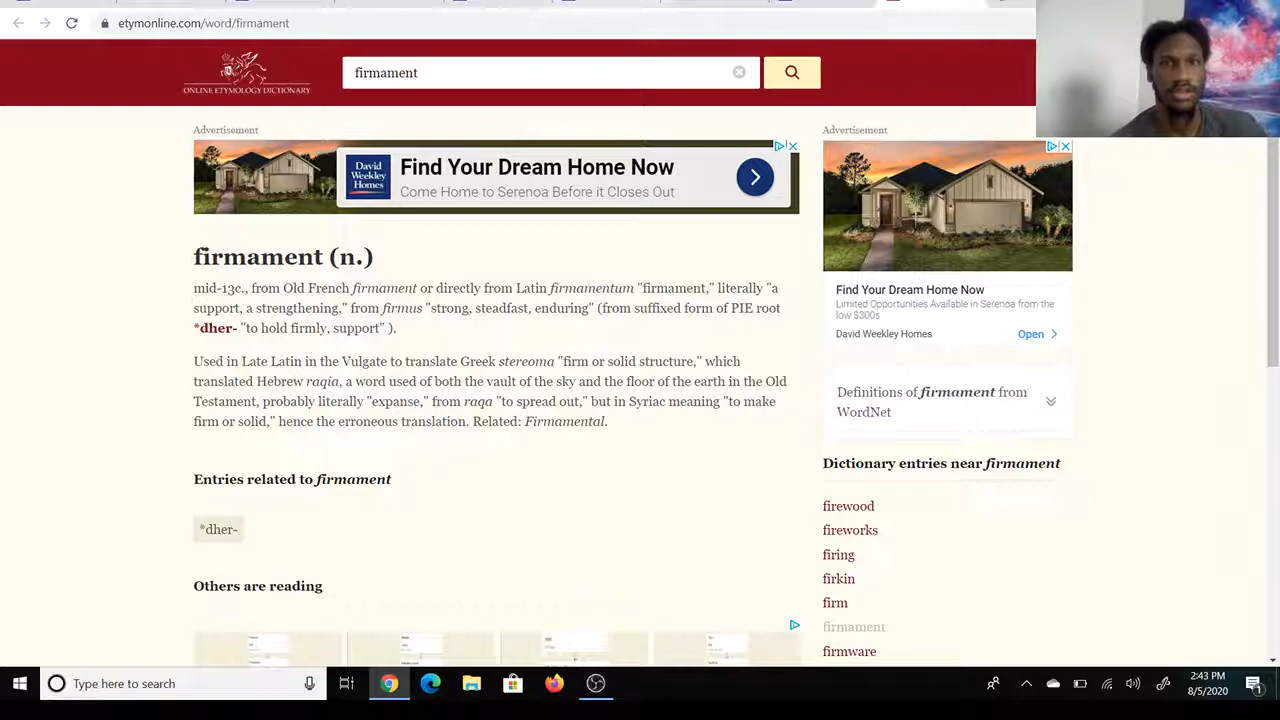 etymonline.com/word/firmament
ONLINE ETYMOLOGY DICTIONARY
firmament
Advertisement
David Weekley Homes
Find Your Dream Home Now
Come Home to Serenoa Before it Closes Out
firmament (n.)
mid-13c., from Old French firmament or directly from Latin firmamentum "firmament," literally "a
support, a strengthening," from firmus "strong, steadfast, enduring" (from suffixed form of PIE root
*dher- "to hold firmly, support" ).
Used in Late Latin in the Vulgate to translate Greek stereoma "firm or solid structure," which
translated Hebrew raqia, a word used of both the vault of the sky and the floor of the earth in the Old
Testament, probably literally "expanse," from raqa "to spread out," but in Syriac meaning "to make
firm or solid," hence the erroneous translation. Related: Firmamental.
Entries related to firmament
*dher-
Others are reading
Advertisement
Find Your Dream Home Now
Limited Opportunities Available in Serenoa from the
low $300s
David Weekley Homes
Open
Definitions of firmament from
WordNet
Dictionary entries near firmament
firewood
fireworks
firing
firkin
firm
firmament
firmware
Type here to search
2:43 PM
8/5/2020
1